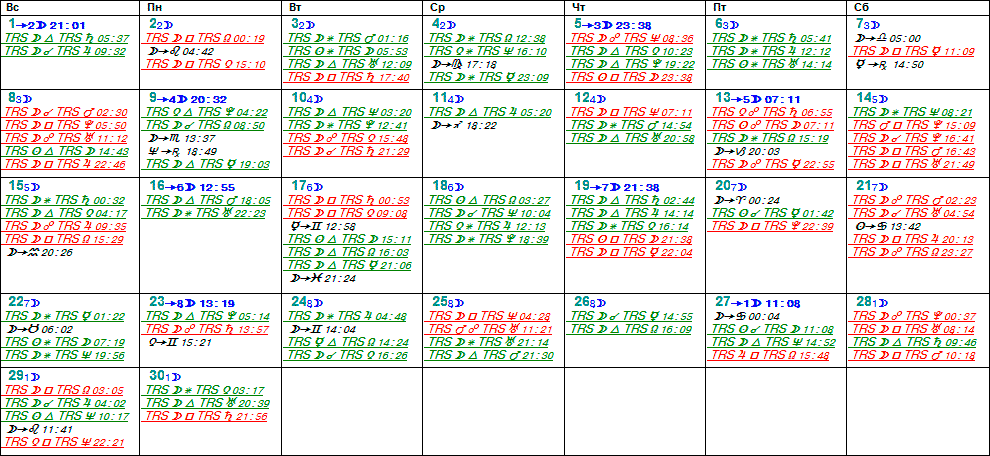 Вс Пн Вт Ср Чт Пт Сб
1→2☽ 21:01
TRS ☽ △ TRS ♄ 05:37
TRS ☽ ☌ TRS ♃ 09:32
2 2☽
TRS ☽ □ TRS ☊ 00:19
☽→♌ 04:42
TRS ☽ □ TRS ♀ 15:10
3 2☽
TRS ☽ ⚹ TRS ♂ 01:16
TRS ☉ ⚹ TRS ☽ 05:53
TRS ☽ △ TRS ♅ 12:09
TRS ☽ □ TRS ♄ 17:40
4 2☽
TRS ☽ ⚹ TRS ☊ 12:38
TRS ♀ ⚹ TRS ♆ 16:10
☽→♍ 17:18
TRS ☽ ⚹ TRS ☿ 23:09
5→3☽ 23:38
TRS ☽ ☍ TRS ♆ 08:36
TRS ☽ △ TRS ♀ 10:23
TRS ☽ △ TRS ♇ 19:22
TRS ☉ □ TRS ☽ 23:38
6 3☽
TRS ☽ ⚹ TRS ♄ 05:41
TRS ☽ ⚹ TRS ♃ 12:12
TRS ☉ ⚹ TRS ♅ 14:14
7 3☽
☽→♎ 05:00
TRS ☽ □ TRS ☿ 11:09
☿→℞ 14:50
8 3☽
TRS ☽ ☌ TRS ♂ 02:30
TRS ☽ □ TRS ♇ 05:50
TRS ☽ ☍ TRS ♅ 11:12
TRS ☉ △ TRS ☽ 14:43
TRS ☽ □ TRS ♃ 22:46
9→4☽ 20:32
TRS ♀ △ TRS ♇ 04:22
TRS ☽ ☌ TRS ☊ 08:50
☽→♏ 13:37
♆→℞ 18:49
TRS ☽ △ TRS ☿ 19:03
10 4☽
TRS ☽ △ TRS ♆ 03:20
TRS ☽ ⚹ TRS ♇ 12:41
TRS ☽ ☍ TRS ♀ 15:48
TRS ☽ ☌ TRS ♄ 21:29
11 4☽
TRS ☽ △ TRS ♃ 05:20
☽→♐ 18:22
12 4☽
TRS ☽ □ TRS ♆ 07:11
TRS ☽ ⚹ TRS ♂ 14:54
TRS ☽ △ TRS ♅ 20:58
13→5☽ 07:11
TRS ♀ ☍ TRS ♄ 06:55
TRS ☉ ☍ TRS ☽ 07:11
TRS ☽ ⚹ TRS ☊ 15:19
☽→♑ 20:03
TRS ☽ ☍ TRS ☿ 22:55
14 5☽
TRS ☽ ⚹ TRS ♆ 08:21
TRS ♂ □ TRS ♇ 15:09
TRS ☽ ☌ TRS ♇ 16:41
TRS ☽ □ TRS ♂ 16:43
TRS ☽ □ TRS ♅ 21:49
15 5☽
TRS ☽ ⚹ TRS ♄ 00:32
TRS ☽ △ TRS ♀ 04:17
TRS ☽ ☍ TRS ♃ 09:35
TRS ☽ □ TRS ☊ 15:29
☽→♒ 20:26
16→6☽ 12:55
TRS ☽ △ TRS ♂ 18:05
TRS ☽ ⚹ TRS ♅ 22:23
17 6☽
TRS ☽ □ TRS ♄ 00:53
TRS ☽ □ TRS ♀ 09:08
☿→♊ 12:58
TRS ☉ △ TRS ☽ 15:11
TRS ☽ △ TRS ☊ 16:03
TRS ☽ △ TRS ☿ 21:06
☽→♓ 21:24
18 6☽
TRS ☉ △ TRS ☊ 03:27
TRS ☽ ☌ TRS ♆ 10:04
TRS ♀ ⚹ TRS ♃ 12:13
TRS ☽ ⚹ TRS ♇ 18:39
19→7☽ 21:38
TRS ☽ △ TRS ♄ 02:44
TRS ☽ △ TRS ♃ 14:14
TRS ☽ ⚹ TRS ♀ 16:14
TRS ☉ □ TRS ☽ 21:38
TRS ☽ □ TRS ☿ 22:04
20 7☽
☽→♈ 00:24
TRS ☉ ☌ TRS ☿ 01:42
TRS ☽ □ TRS ♇ 22:39
21 7☽
TRS ☽ ☍ TRS ♂ 02:23
TRS ☽ ☌ TRS ♅ 04:54
☉→♋ 13:42
TRS ☽ □ TRS ♃ 20:13
TRS ☽ ☍ TRS ☊ 23:27
22 7☽
TRS ☽ ⚹ TRS ☿ 01:22
☽→♉ 06:02
TRS ☉ ⚹ TRS ☽ 07:19
TRS ☽ ⚹ TRS ♆ 19:56
23→8☽ 13:19
TRS ☽ △ TRS ♇ 05:14
TRS ☽ ☍ TRS ♄ 13:57
♀→♊ 15:21
24 8☽
TRS ☽ ⚹ TRS ♃ 04:48
☽→♊ 14:04
TRS ☿ △ TRS ☊ 14:24
TRS ☽ ☌ TRS ♀ 16:26
25 8☽
TRS ☽ □ TRS ♆ 04:28
TRS ♂ ☍ TRS ♅ 11:21
TRS ☽ ⚹ TRS ♅ 21:14
TRS ☽ △ TRS ♂ 21:30
26 8☽
TRS ☽ ☌ TRS ☿ 14:55
TRS ☽ △ TRS ☊ 16:09
27→1☽ 11:08
☽→♋ 00:04
TRS ☉ ☌ TRS ☽ 11:08
TRS ☽ △ TRS ♆ 14:52
TRS ♃ □ TRS ☊ 15:48
28 1☽
TRS ☽ ☍ TRS ♇ 00:37
TRS ☽ □ TRS ♅ 08:14
TRS ☽ △ TRS ♄ 09:46
TRS ☽ □ TRS ♂ 10:18
29 1☽
TRS ☽ □ TRS ☊ 03:05
TRS ☽ ☌ TRS ♃ 04:02
TRS ☉ △ TRS ♆ 10:17
☽→♌ 11:41
TRS ♀ □ TRS ♆ 22:21
30 1☽
TRS ☽ ⚹ TRS ♀ 03:17
TRS ☽ △ TRS ♅ 20:39
TRS ☽ □ TRS ♄ 21:56